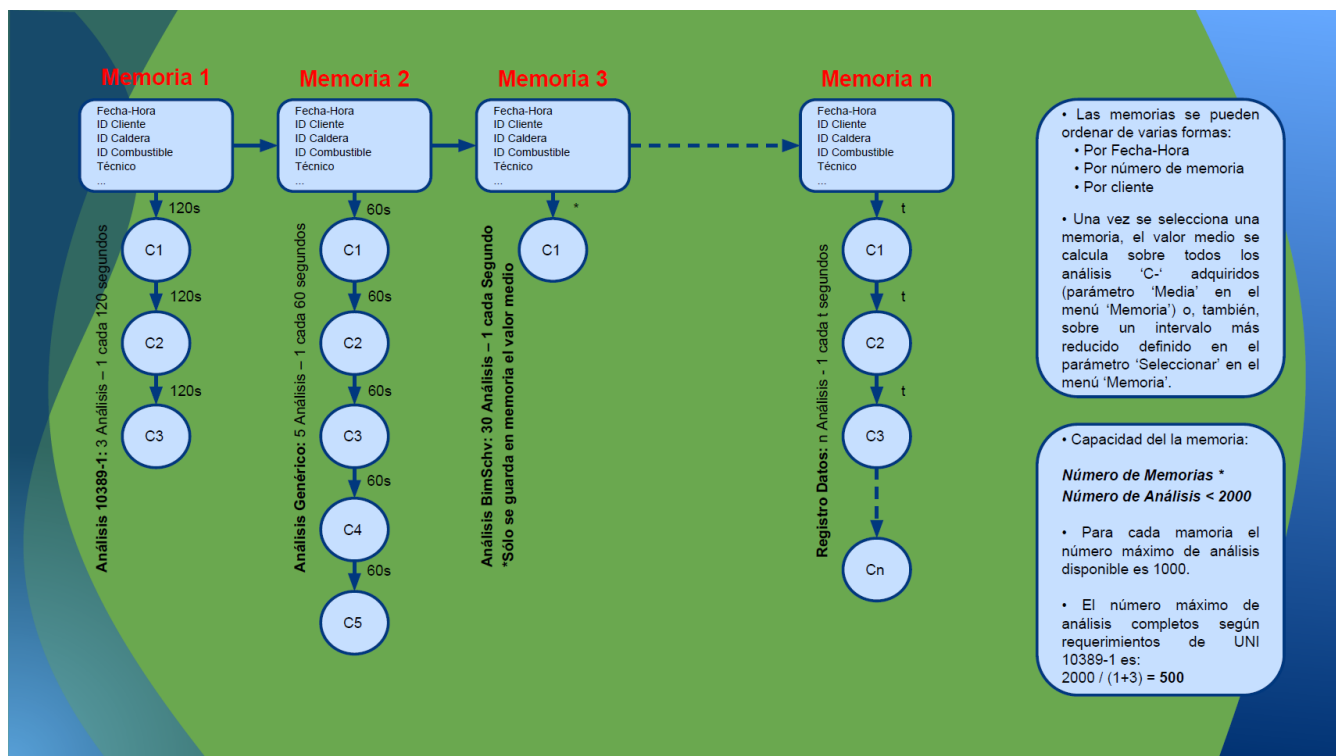 Memoria 1
Fecha-Hora
ID Cliente
ID Caldera
ID Combustible
Técnico
...
120s
C1
120s
C2
120s
C3
Análisis 10389-1: 3 Análisis – 1 cada 120 segundos
Memoria 2
Fecha-Hora
ID Cliente
ID Caldera
ID Combustible
Técnico
...
60s
C1
60s
C2
60s
C3
60s
C4
60s
C5
Análisis Genérico: 5 Análisis – 1 cada 60 segundos
Memoria 3
Fecha-Hora
ID Cliente
ID Caldera
ID Combustible
Técnico
...
*
C1
Análisis BimSchv: 30 Análisis – 1 cada Segundo
*Sólo se guarda en memoria el valor medio
Memoria n
Fecha-Hora
ID Cliente
ID Caldera
ID Combustible
Técnico
...
t
C1
t
C2
t
C3
Cn
Registro Datos: n Análisis - 1 cada t segundos
• Las memorias se pueden
ordenar de varias formas:
• Por Fecha-Hora
• Por número de memoria
• Por cliente
• Una vez se selecciona una
memoria, el valor medio se
calcula sobre todos los
análisis ‘C-‘ adquiridos
(parámetro ‘Media’ en el
menú ‘Memoria’) o, también,
sobre un intervalo más
reducido definido en el
parámetro ‘Seleccionar’ en el
menú ‘Memoria’.
• Capacidad del la memoria:
Número de Memorias *
Número de Análisis < 2000
• Para cada mamoria el
número máximo de análisis
disponible es 1000.
• El número máximo de
análisis completos según
requerimientos de UNI
10389-1 es:
2000 / (1+3) = 500